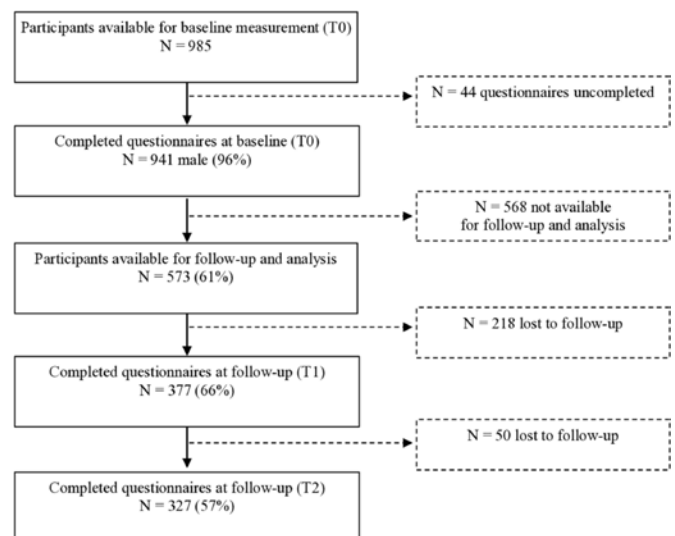 Participants available for baseline measurement (T0)
N = 985
N = 44 questionnaires uncompleted
Completed questionnaires at baseline (T0)
N = 941 male (96%)
N = 568 not available
for follow-up and analysis
Participants available for follow-up and analysis
N = 573 (61%)
N = 218 lost to follow-up
Completed questionnaires at follow-up (T1)
N = 377 (66%)
N = 50 lost to follow-up
Completed questionnaires at follow-up (T2)
N = 327 (57%)